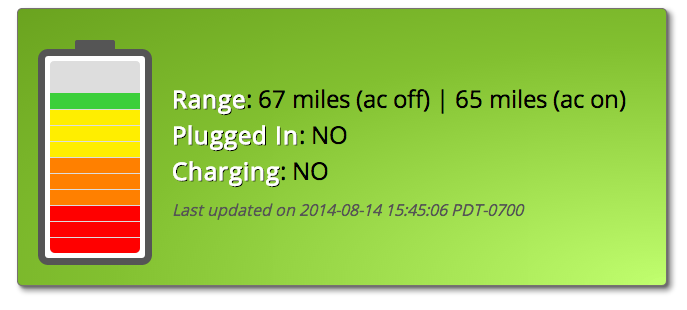 Range: 67 miles (ac off) | 65 miles (ac on)
Plugged In: NO
Charging: NO
Last updated on 2014-08-14 15:45:06 PDT-0700